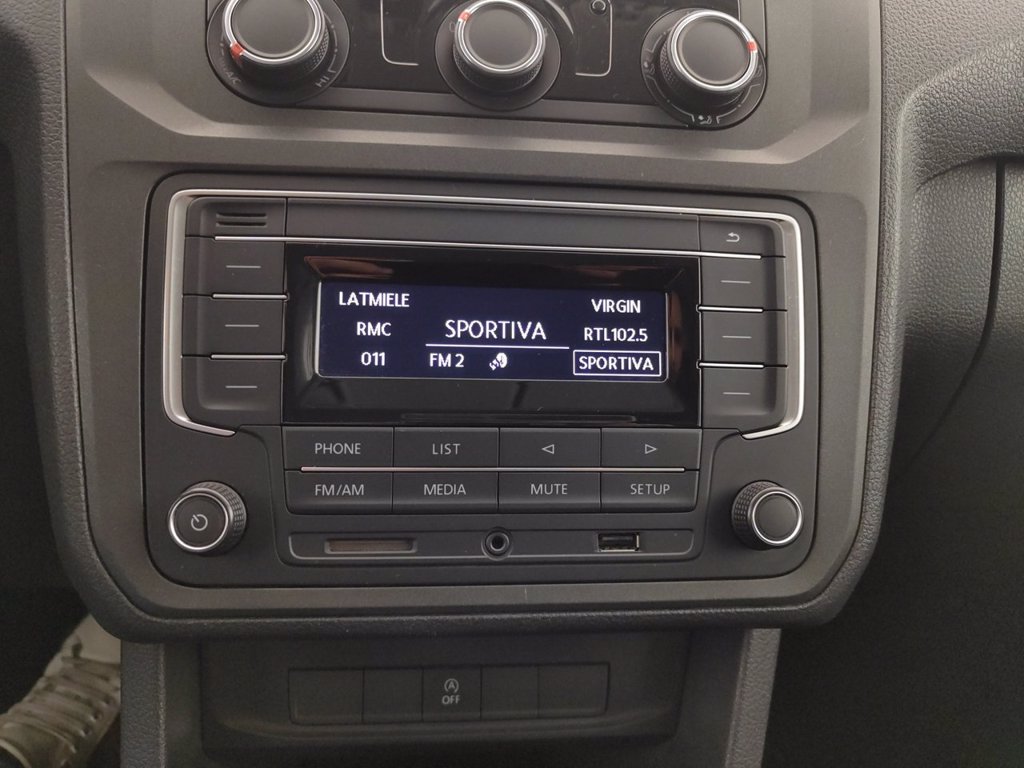 LATMIELE
VIRGIN
RMC
SPORTIVA
RTL102.5
011
FM 2
SPORTIVA
PHONE
LIST
FM/AM
MEDIA
MUTE
SETUP
A
OFF